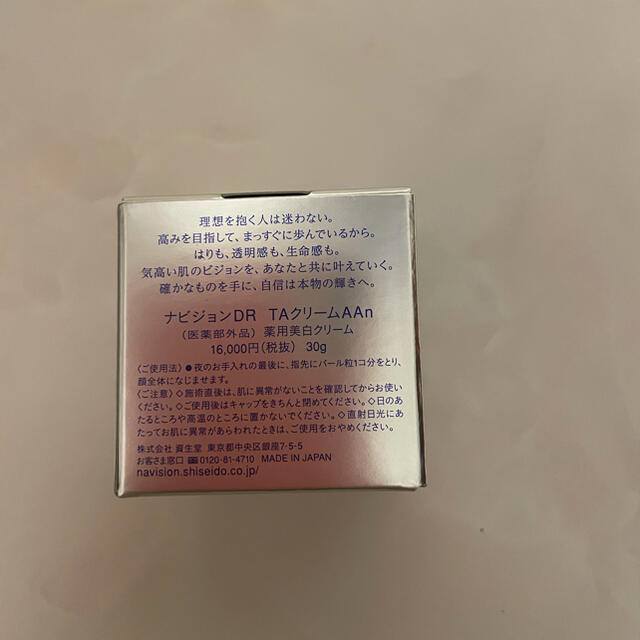 理想を抱く人は迷わない。
高みを目指して、まっすぐに歩んでいるから。
はりも、透明感も、生命感も。
気高い肌のビジョンを、あなたと共に叶えていく。
確かなものを手に、自信は本物の輝きへ。
ナビジョンDR TAクリームAAn
(医薬部外品) 薬用美白クリーム
16,000円(税抜) 30g
〈ご使用法〉●夜のお手入れの最後に、指先にパール粒1コ分をとり、
顔全体になじませます。
〈ご注意〉◇施術直後は、肌に異常がないことを確認してからお使い
ください。◇ご使用後はキャップをきちんと閉めてください。◇日のあ
たるところや高温のところに置かないでください。◇直射日光にあ
たってお肌に異常があらわれたときは、ご使用をおやめください。
株式会社 資生堂 東京都中央区銀座7-5-5
お客さま窓口 0120-81-4710 MADE IN JAPAN
navision.shiseido.co.jp/